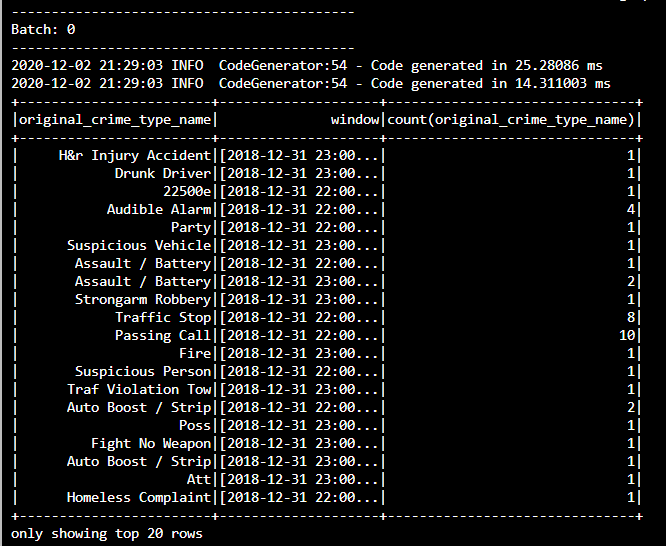 -------------------------------------------
Batch: 0
-------------------------------------------
2020-12-02 21:29:03 INFO  CodeGenerator:54 - Code generated in 25.28086 ms
2020-12-02 21:29:03 INFO  CodeGenerator:54 - Code generated in 14.311003 ms
+------------------------+--------------------+-------------------------------+
|original_crime_type_name|              window|count(original_crime_type_name)|
+------------------------+--------------------+-------------------------------+
|     H&r Injury Accident|[2018-12-31 23:00...|                              1|
|            Drunk Driver|[2018-12-31 23:00...|                              1|
|                  22500e|[2018-12-31 22:00...|                              1|
|           Audible Alarm|[2018-12-31 22:00...|                              4|
|                   Party|[2018-12-31 22:00...|                              1|
|      Suspicious Vehicle|[2018-12-31 23:00...|                              1|
|       Assault / Battery|[2018-12-31 22:00...|                              1|
|       Assault / Battery|[2018-12-31 23:00...|                              2|
|       Strongarm Robbery|[2018-12-31 23:00...|                              1|
|            Traffic Stop|[2018-12-31 22:00...|                              8|
|            Passing Call|[2018-12-31 22:00...|                             10|
|                    Fire|[2018-12-31 23:00...|                              1|
|       Suspicious Person|[2018-12-31 22:00...|                              1|
|      Traf Violation Tow|[2018-12-31 23:00...|                              1|
|      Auto Boost / Strip|[2018-12-31 22:00...|                              2|
|                    Poss|[2018-12-31 23:00...|                              1|
|         Fight No Weapon|[2018-12-31 23:00...|                              1|
|      Auto Boost / Strip|[2018-12-31 23:00...|                              1|
|                     Att|[2018-12-31 23:00...|                              1|
|      Homeless Complaint|[2018-12-31 22:00...|                              1|
+------------------------+--------------------+-------------------------------+
only showing top 20 rows